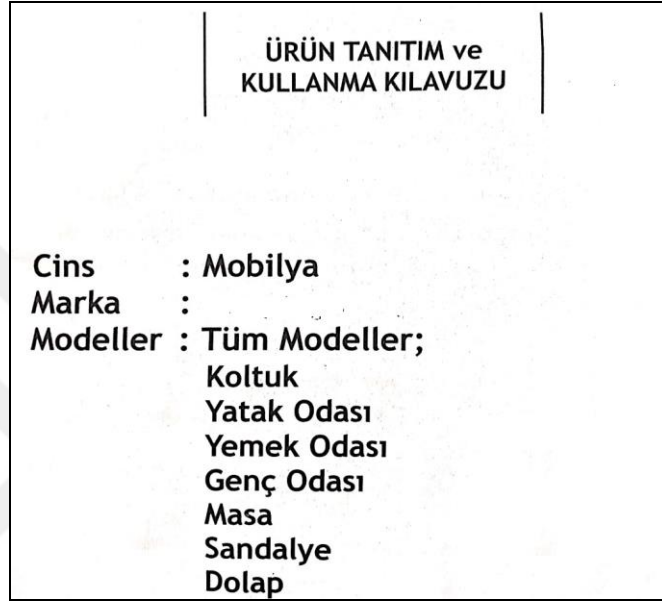 ÜRÜN TANITIM ve
KULLANMA KILAVUZU
Cins : Mobilya
Marka :
Modeller : Tüm Modeller;
Koltuk
Yatak Odası
Yemek Odası
Genç Odası
Masa
Sandalye
Dolap